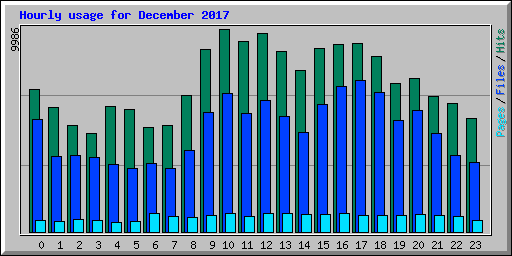 Hourly usage for December 2017
9986
Pages/Files/Hits
0 1 2 3 4 5 6 7 8 9 10 11 12 13 14 15 16 17 18 19 20 21 22 23